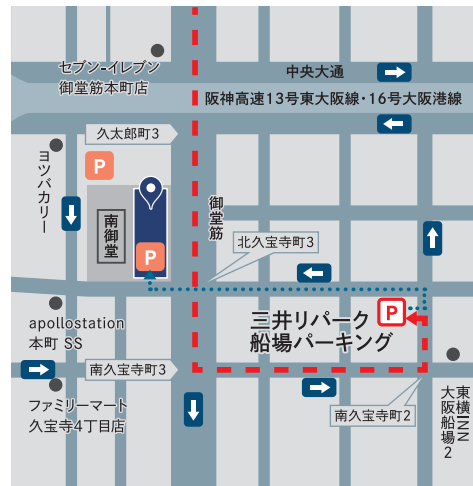 セブン-イレブン
御堂筋本町店
中央大通
阪神高速13号東大阪線・16号大阪港線
久太郎町3
P
ヨツバカリー
南御堂
P
御堂筋
北久宝寺町3
三井リパーク
船場パーキング
P
apollostation
本町 SS
南久宝寺町3
ファミリーマート
久宝寺4丁目店
南久宝寺町2
東横INN
大阪船場2